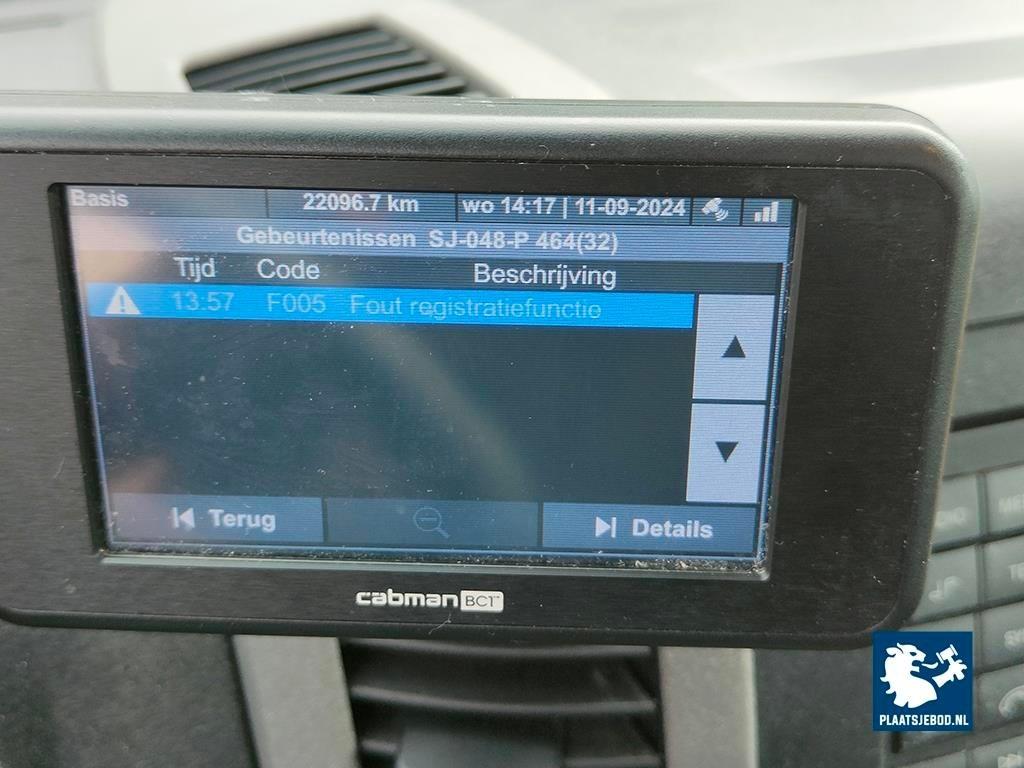 Basis 22096.7 km wo 14:17 | 11-09-2024
Gebeurtenissen SJ-048-P 464(32)
Tijd Code Beschrijving
13:57 F005 Fout registratiefunctie
Terug Details
cabman BCT™
PLAATSJEBOD.NL